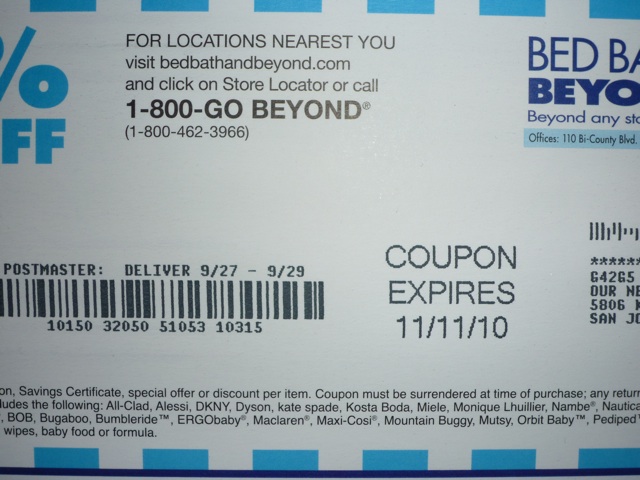 %
FF
FOR LOCATIONS NEAREST YOU
visit bedbathandbeyond.com
and click on Store Locator or call
1-800-GO BEYOND®
(1-800-462-3966)
BED BA
BEYO
Beyond any sto
Offices: 110 Bi-County Blvd.
POSTMASTER: DELIVER 9/27 - 9/29
10150 32050 51053 10315
COUPON
EXPIRES
11/11/10
******
G4265
OUR NE
5806 K
SAN JO
on, Savings Certificate, special offer or discount per item. Coupon must be surrendered at time of purchase; any return
ludes the following: All-Clad, Alessi, DKNY, Dyson, kate spade, Kosta Boda, Miele, Monique Lhuillier, Nambe®, Nautica
, BOB, Bugaboo, Bumbleride™, ERGObaby®, Maclaren®, Maxi-Cosi®, Mountain Buggy, Mutsy, Orbit Baby™, Pediped™
wipes, baby food or formula.